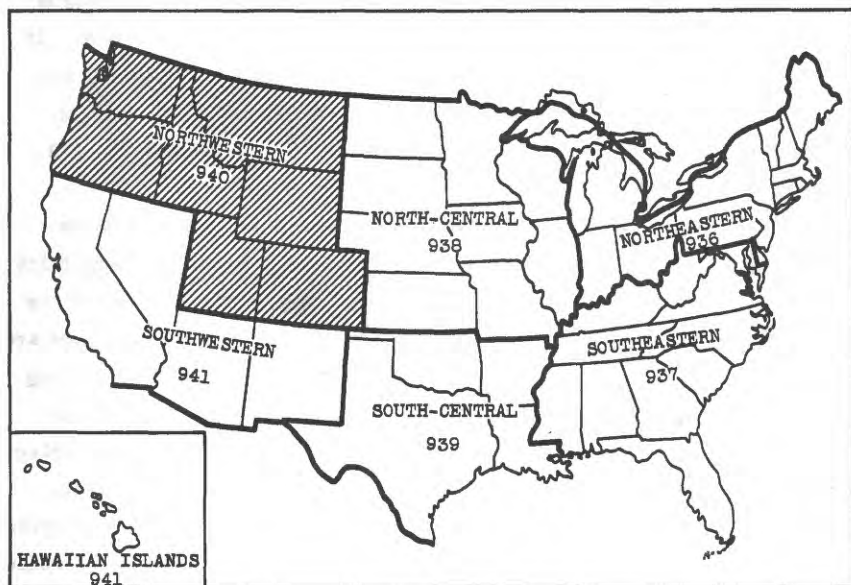 NORTHWESTERN
940
NORTH-CENTRAL
938
NORTHEASTERN
936
SOUTHWESTERN
941
SOUTHEASTERN
937
SOUTH-CENTRAL
939
HAWAIIAN ISLANDS
941